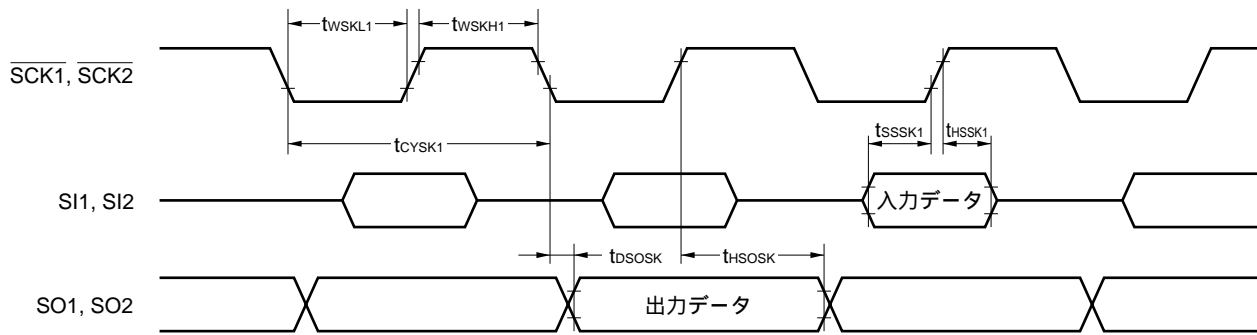 tWSKL1 tWSKH1
SCK1, SCK2
tSSSK1 tHSSK1
tCYSK1
SI1, SI2
入力データ
tDSOSK tHSOSK
SO1, SO2
出力データ